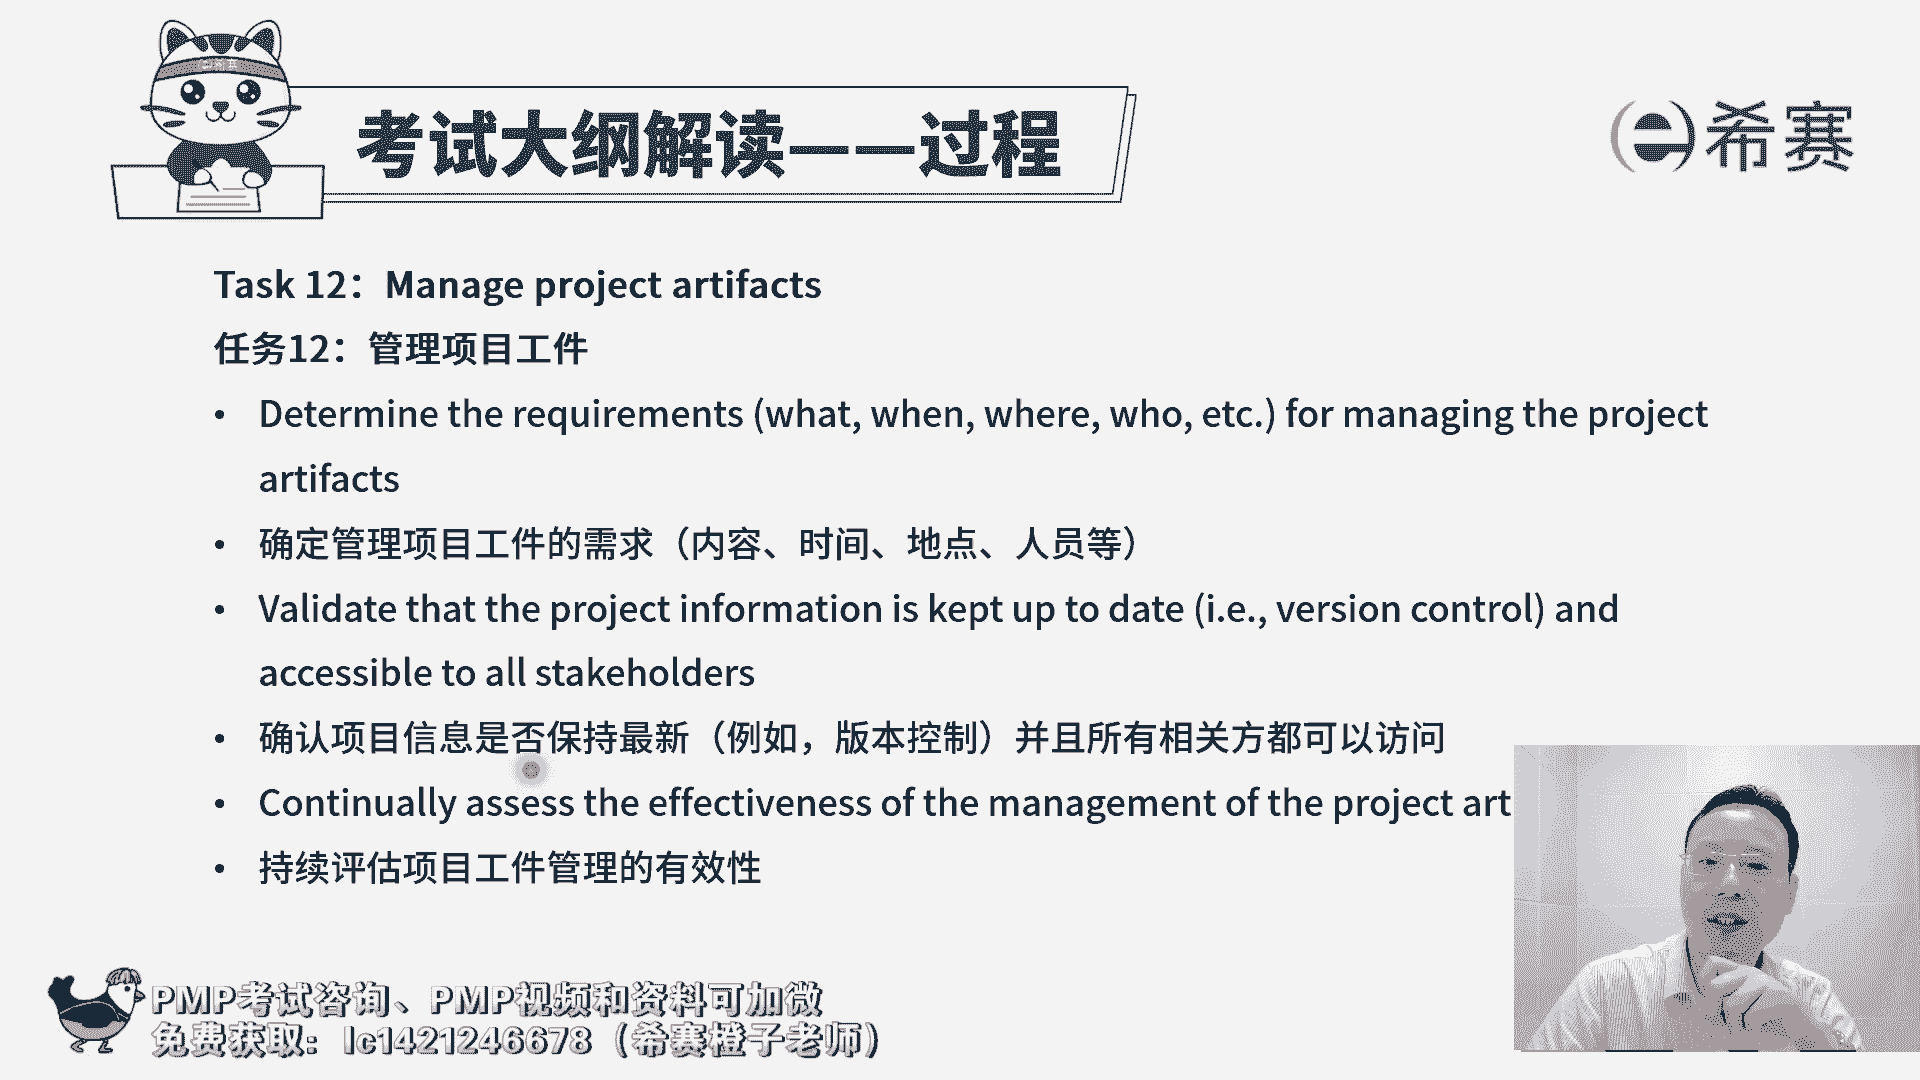 考试大纲解读——过程
希赛
Task 12：Manage project artifacts
任务12：管理项目工件
• Determine the requirements (what, when, where, who, etc.) for managing the project
artifacts
• 确定管理项目工件的需求（内容、时间、地点、人员等）
• Validate that the project information is kept up to date (i.e., version control) and
accessible to all stakeholders
• 确认项目信息是否保持最新（例如，版本控制）并且所有相关方都可以访问
• Continually assess the effectiveness of the management of the project art
• 持续评估项目工件管理的有效性
PMP考试咨询、PMP视频和资料可加微
免费获取：lc1421246678（希赛橙子老师）